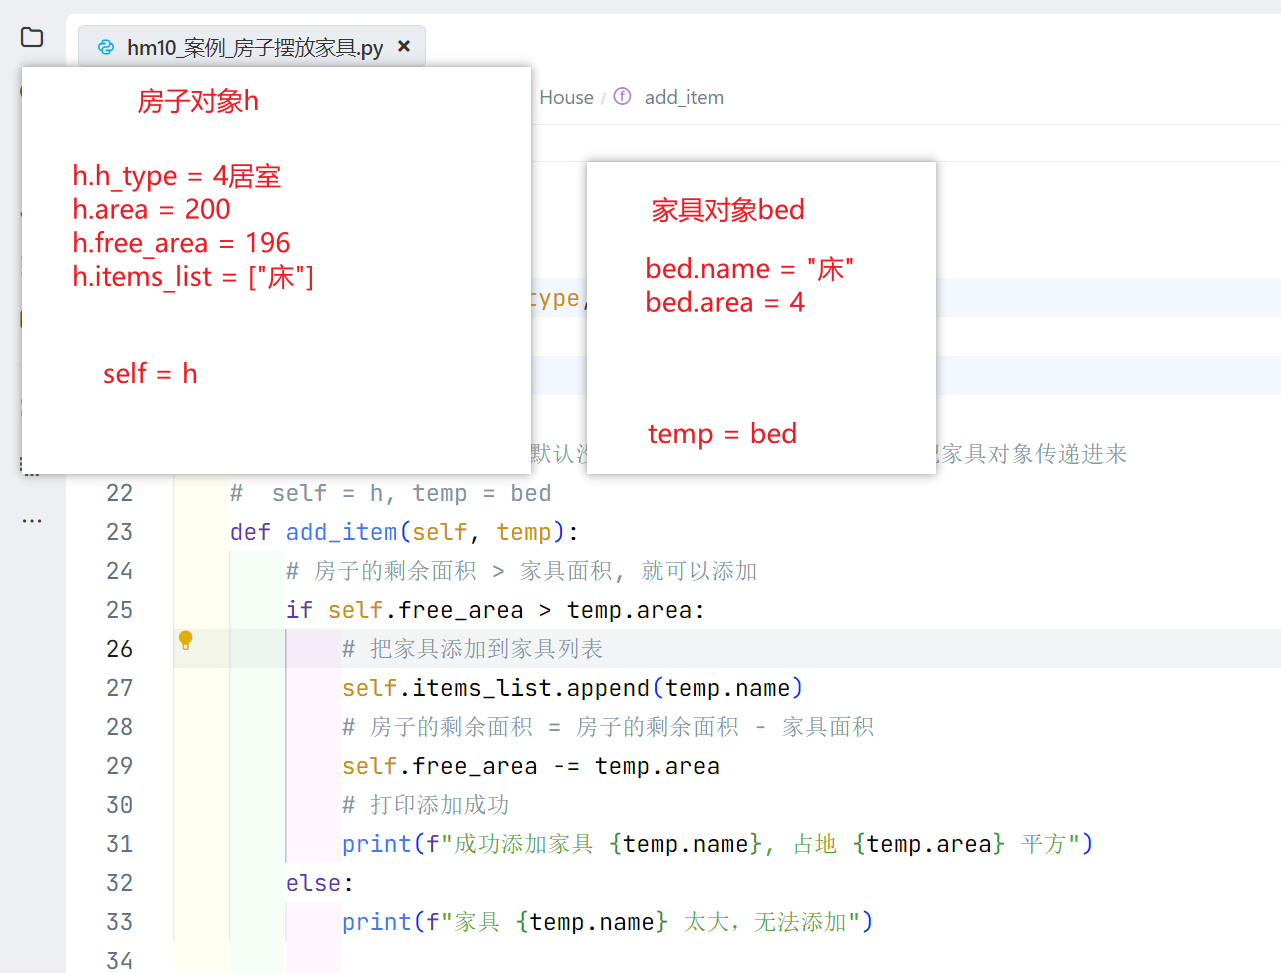 hm10_案例_房子摆放家具.py
House / add_item
房子对象h
h.h_type = 4居室
h.area = 200
h.free_area = 196
h.items_list = ["床"]
self = h
家具对象bed
bed.name = "床"
bed.area = 4
temp = bed
type,
默认
家具对象传递进来
22 # self = h, temp = bed
23 def add_item(self, temp):
24 # 房子的剩余面积 > 家具面积, 就可以添加
25 if self.free_area > temp.area:
26 # 把家具添加到家具列表
27 self.items_list.append(temp.name)
28 # 房子的剩余面积 = 房子的剩余面积 - 家具面积
29 self.free_area -= temp.area
30 # 打印添加成功
31 print(f"成功添加家具 {temp.name}, 占地 {temp.area} 平方")
32 else:
33 print(f"家具 {temp.name} 太大，无法添加")
34